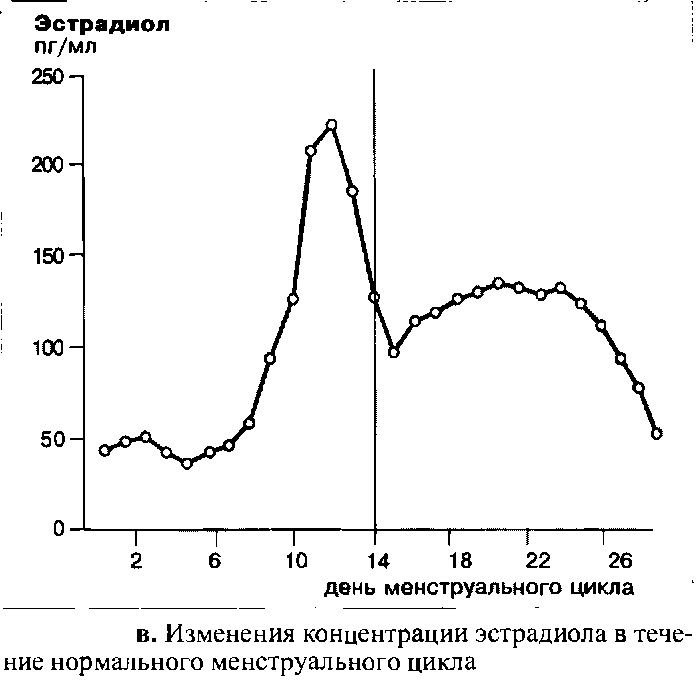 Эстрадиол
пг/мл
250
200
150
100
50
0
2 6 10 14 18 22 26
день менструального цикла
в. Изменения концентрации эстрадиола в тече-
ние нормального менструального цикла